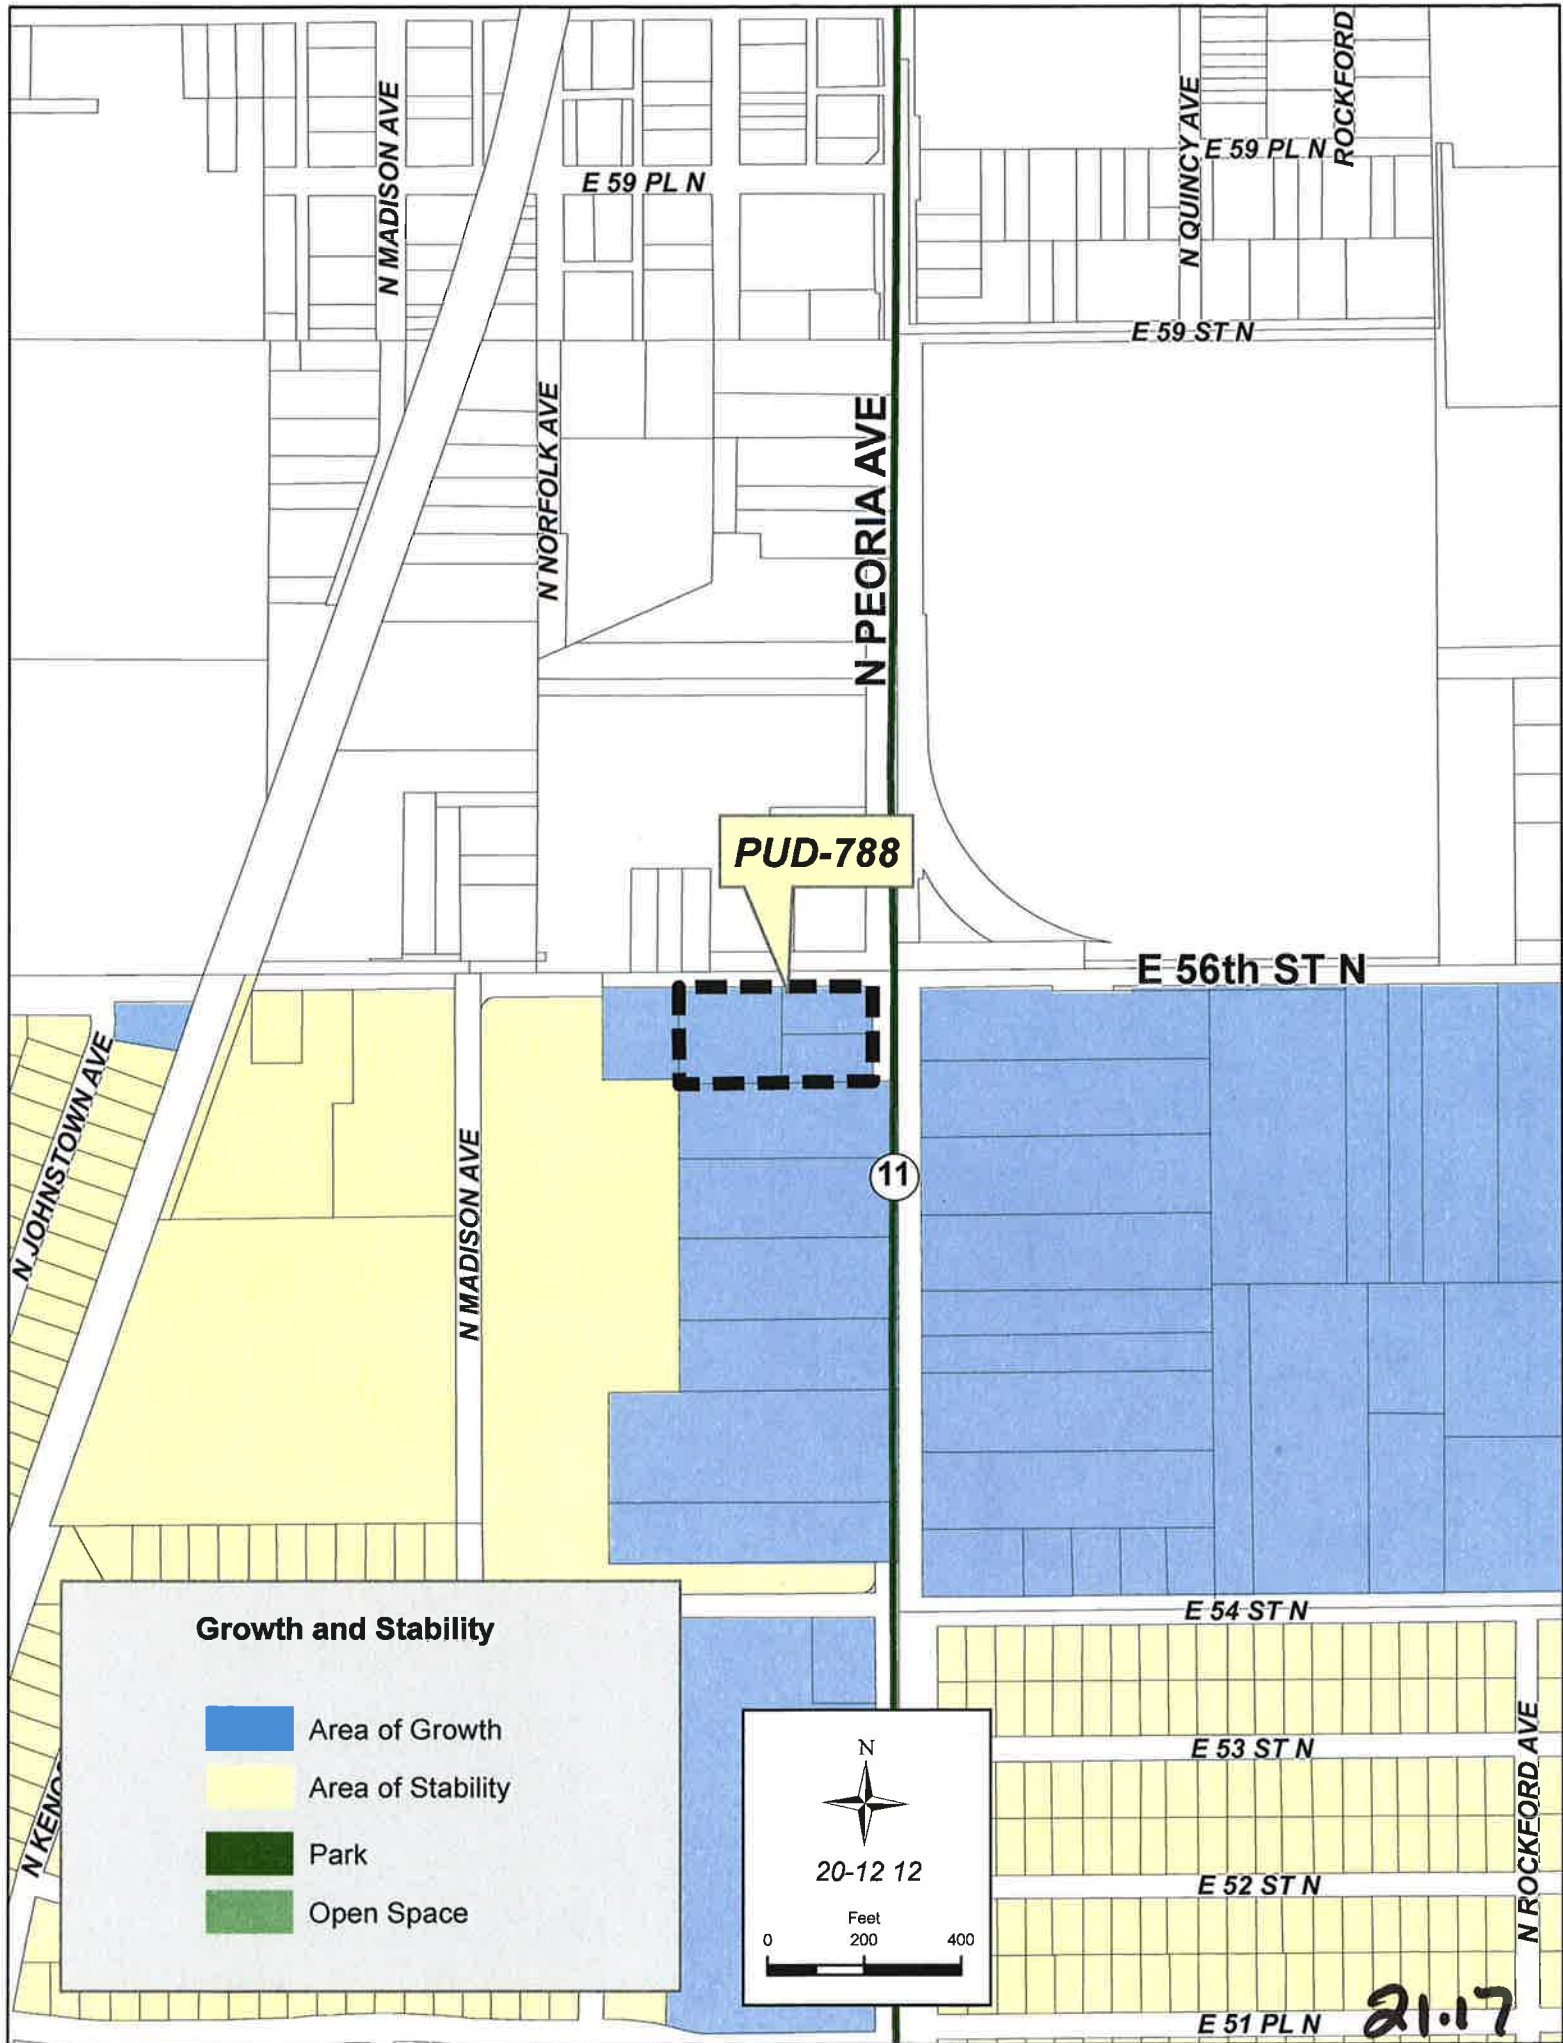 N MADISON AVE
E 59 PL N
N QUINCY AVE
E 59 PL N
ROCKFORD
E 59 ST N
N NORFOLK AVE
N PEORIA AVE
PUD-788
E 56th ST N
N JOHNSTOWN AVE
N MADISON AVE
11
E 54 ST N
Growth and Stability
Area of Growth
Area of Stability
Park
Open Space
N
20-12 12
Feet
0 200 400
E 53 ST N
E 52 ST N
N ROCKFORD AVE
E 51 PL N
21.17